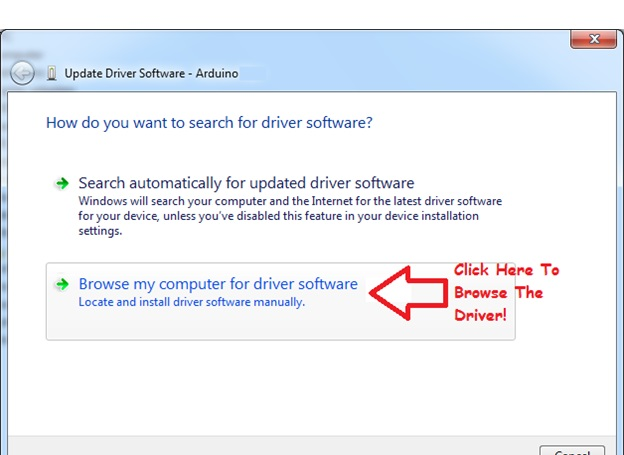 Update Driver Software - Arduino
How do you want to search for driver software?
Search automatically for updated driver software
Windows will search your computer and the Internet for the latest driver software
for your device, unless you've disabled this feature in your device installation
settings.
Browse my computer for driver software
Locate and install driver software manually.
Click Here To
Browse The
Driver!
Cancel